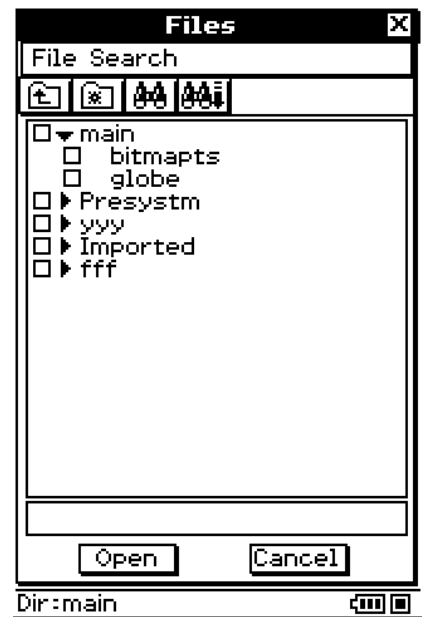 Files
File Search
main
bitmapts
globe
Presystm
yyy
Imported
fff
Open Cancel
Dir:main